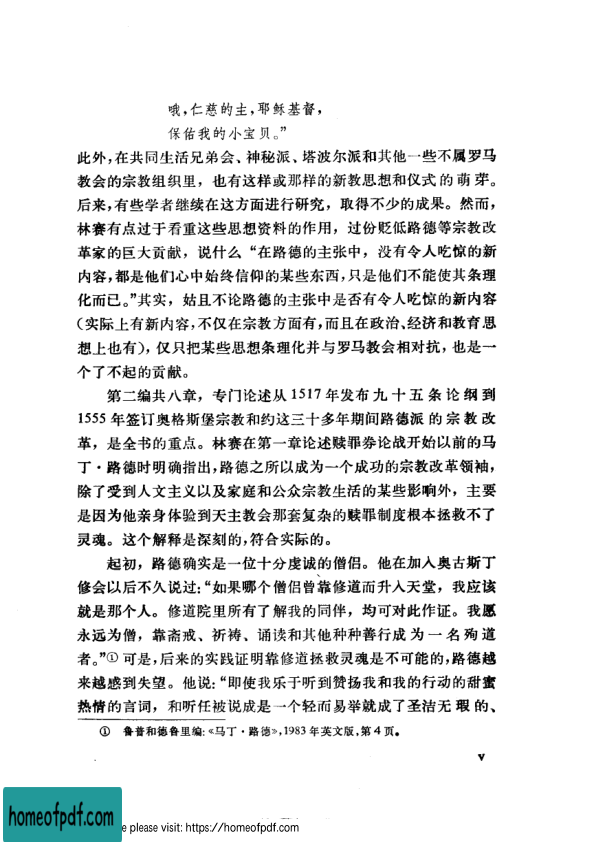 哦，仁慈的主，耶稣基督，
保佑我的小宝贝。”
此外，在共同生活兄弟会、神秘派、塔波尔派和其他一些不属罗马
教会的宗教组织里，也有这样或那样的新教思想和仪式的萌芽。
后来，有些学者继续在这方面进行研究，取得不少的成果。然而，
林赛有点过于看重这些思想资料的作用，过份贬低路德等宗教改
革家的巨大贡献，说什么“在路德的主张中，没有令人吃惊的新
内容，都是他们心中始终信仰的某些东西，只是他们不能使其条理
化而已。”其实，姑且不论路德的主张中是否有令人吃惊的新内容
（实际上有新内容，不仅在宗教方面有，而且在政治、经济和教育思
想上也有），仅只把某些思想条理化并与罗马教会相对抗，也是一
个了不起的贡献。
第二编共八章，专门论述从1517年发布九十五条论纲到
1555年签订奥格斯堡宗教和约这三十多年期间路德派的宗教改
革，是全书的重点。林赛在第一章论述赎罪券论战开始以前的马
丁·路德时明确指出，路德之所以成为一个成功的宗教改革领袖，
除了受到人文主义以及家庭和公众宗教生活的某些影响外，主要
是因为他亲身体验到天主教会那套复杂的赎罪制度根本拯救不了
灵魂。这个解释是深刻的，符合实际的。
起初，路德确实是一位十分虔诚的僧侣。他在加入奥古斯丁
修会以后不久说过：“如果哪个僧侣曾靠修道而升入天堂，我应该
就是那个人。修道院里所有了解我的同伴，均可对此作证。我愿
永远为僧，靠斋戒、祈祷、诵读和其他种种善行成为一名殉道
者。”① 可是，后来的实践证明靠修道拯救灵魂是不可能的，路德越
来越感到失望。他说：“即使我乐于听到赞扬我和我的行动的甜蜜
热情的言词，和听任被说成是一个轻而易举就成了圣洁无瑕的、
① 鲁普和德鲁里编：《马丁·路德》，1983年英文版，第4页。
v
homeofpdf.com
e please visit: https://homeofpdf.com